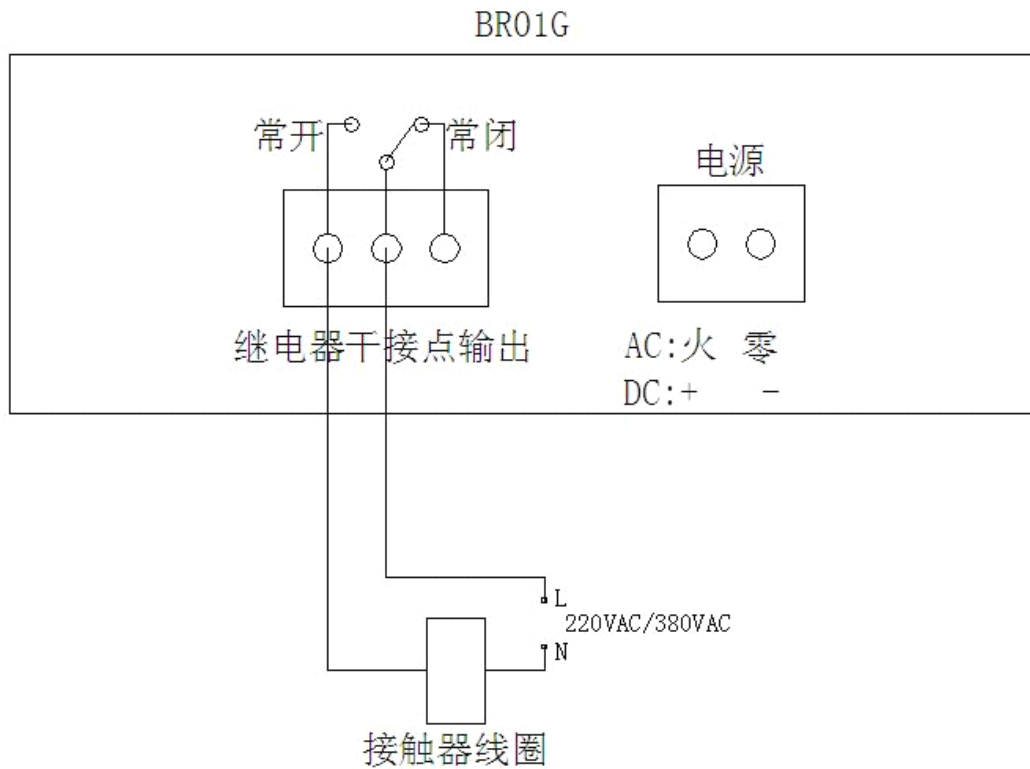 BR01G
常开
常闭
电源
继电器干接点输出
AC:火 零
DC:+ -
L
220VAC/380VAC
N
接触器线圈